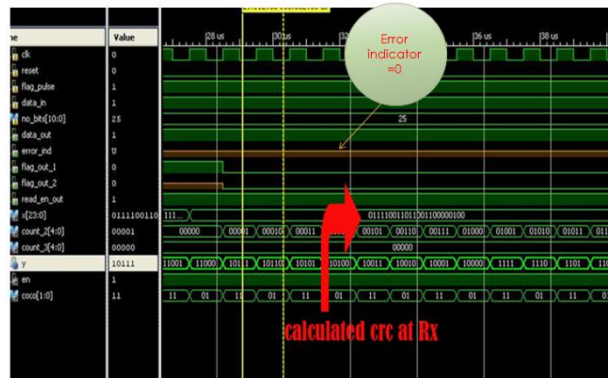 ne Value
28 us 30 us 36 us 38 us
Error
indicator
=0
clk 0
reset 0
flag_pulse 1
data_in 1
no_bits[10:0] 25 25
data_out 1
error_ind U
flag_out_1 0
flag_out_2 0
read_en_out 1
x[23:0] 0111100110 111... 011110011011001100000100
count_2[4:0] 00001 00000 00001 00010 00011 00101 00110 00111 01000 01001 01010 01011
count_3[4:0] 00000 00000
y 10111 11001 11000 10111 10110 10101 10100 10011 10010 10001 10000 1111 1110 1101
en 1
coco[1:0] 11 11 01 11 01 11 01 11 01 11 01 11 01 11
calculated crc at Rx